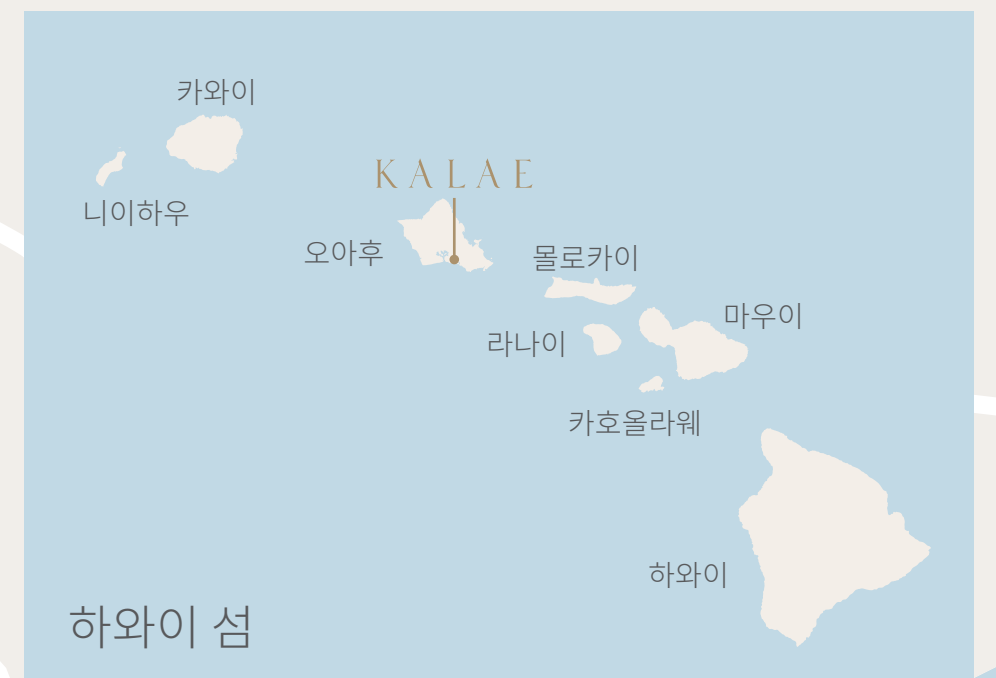 카와이
니이하우
KALAE
오아후
몰로카이
마우이
라나이
카호올라웨
하와이
하와이 섬